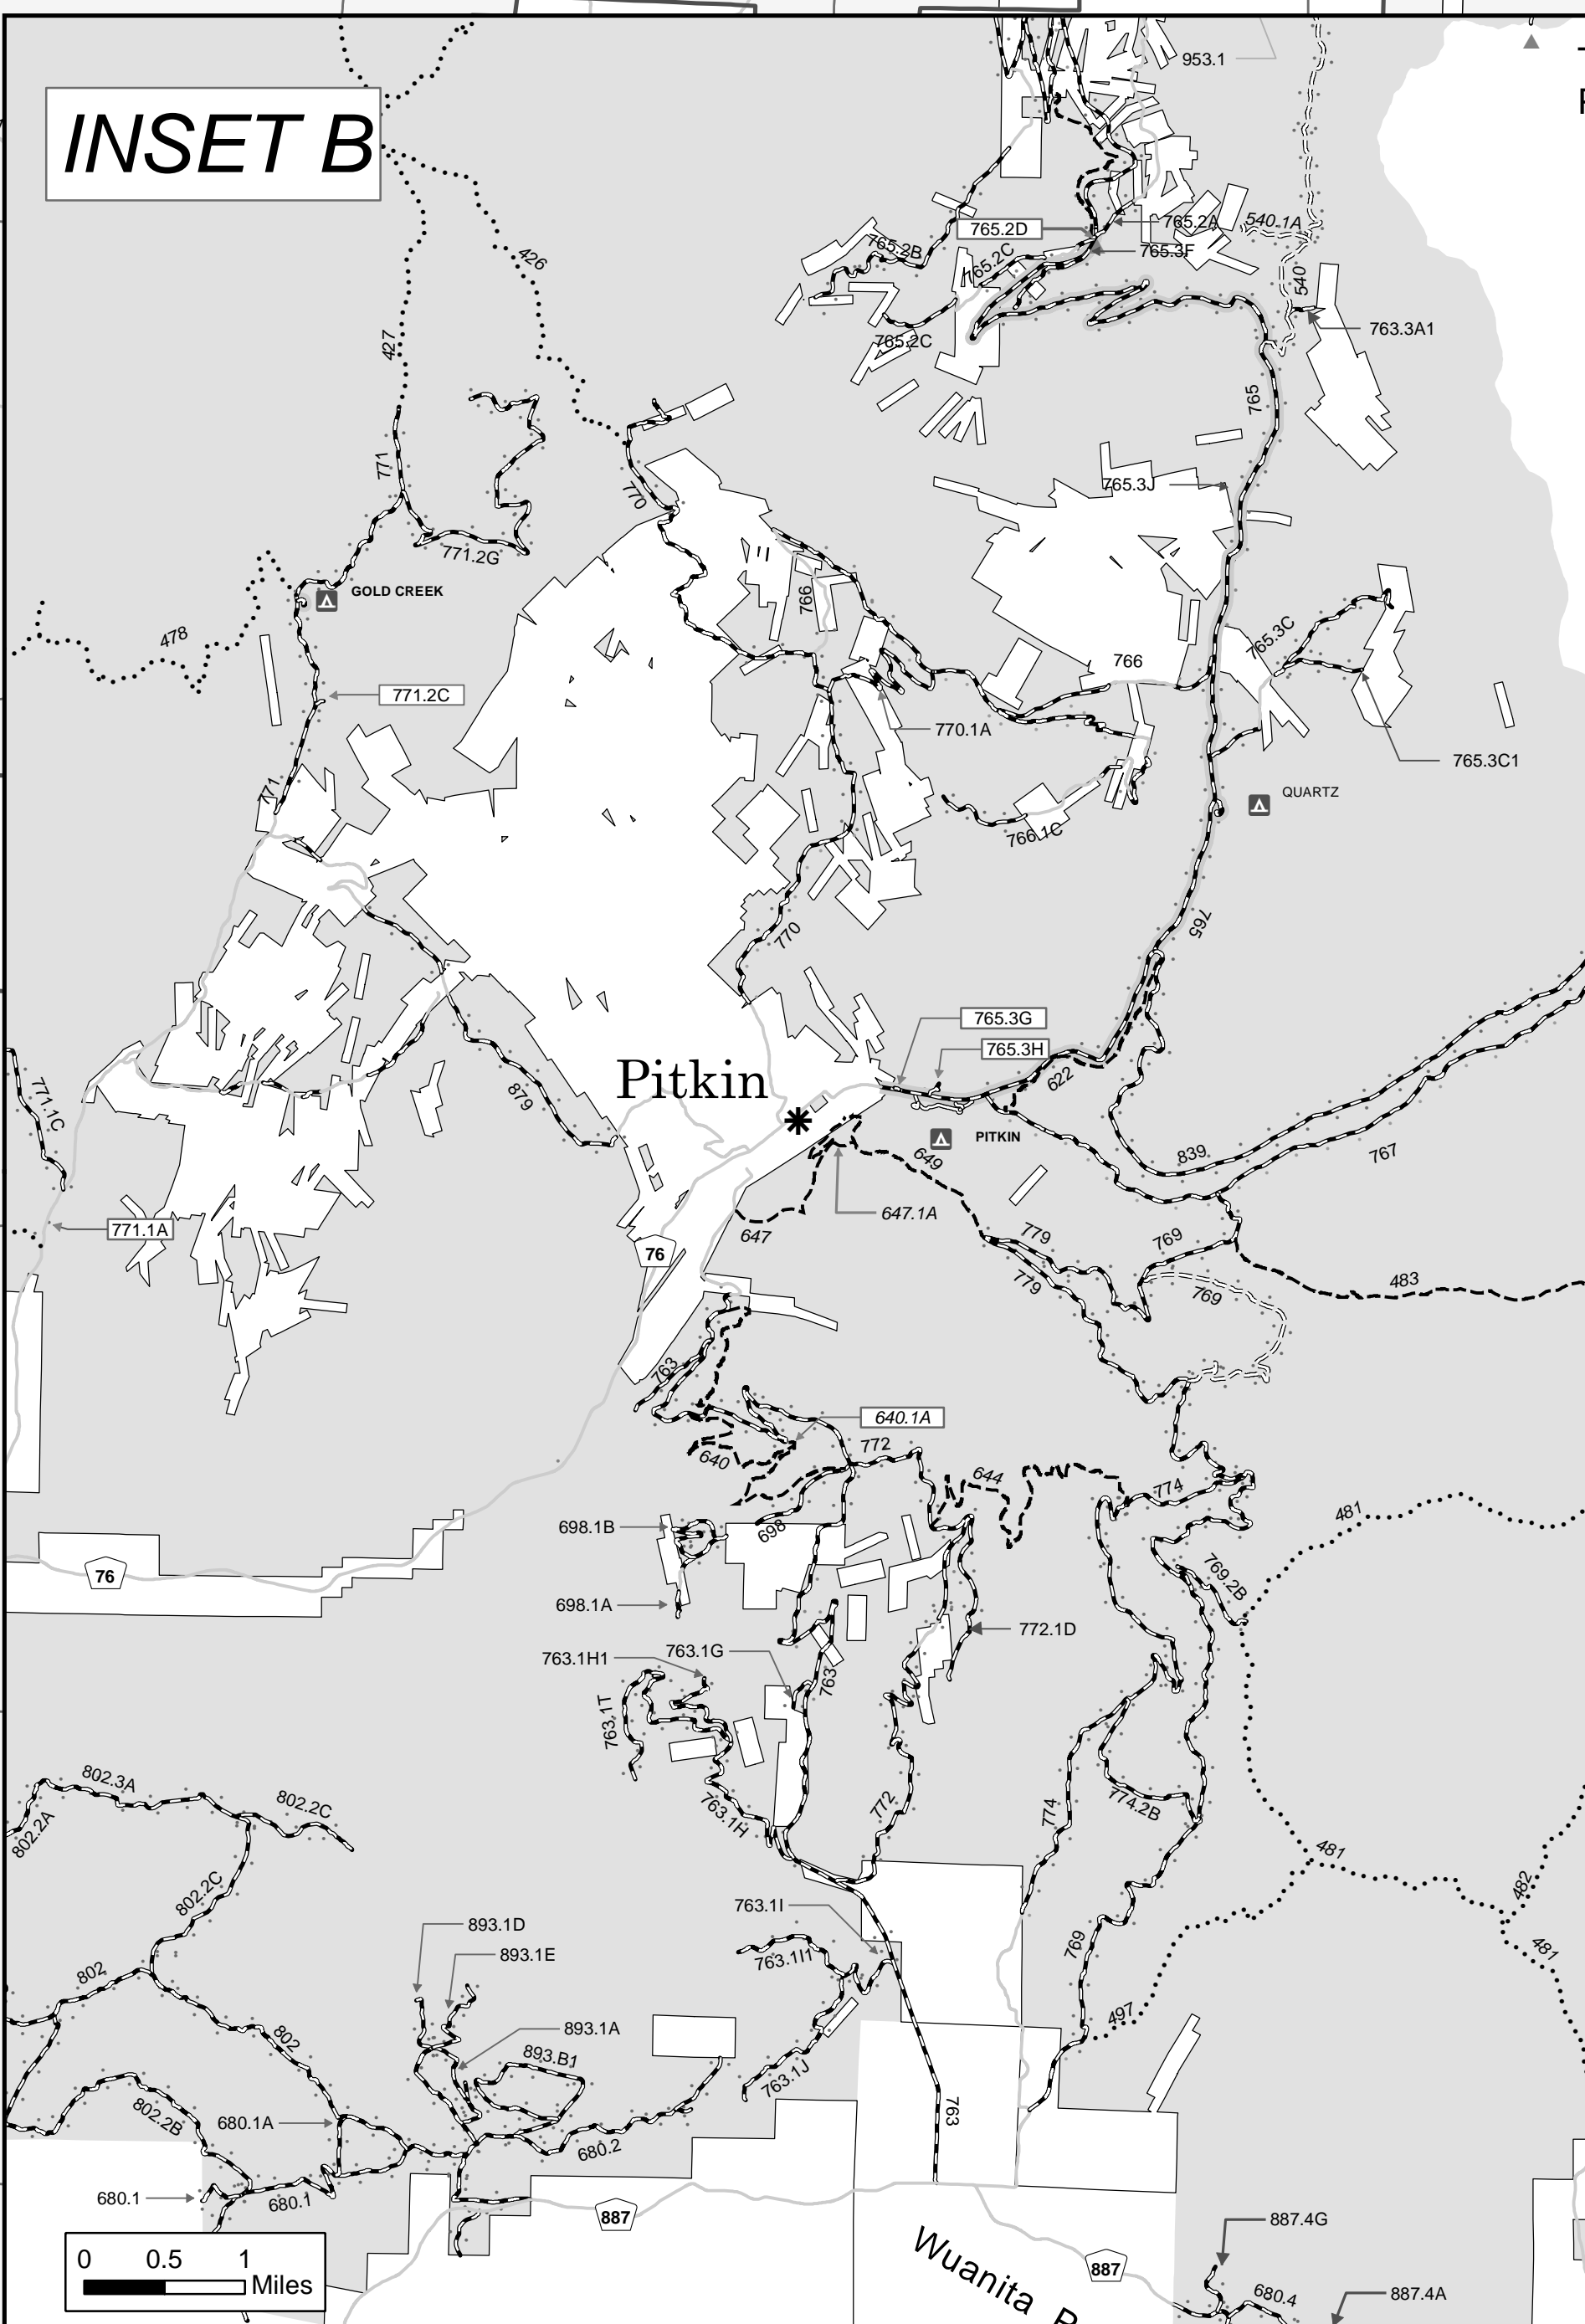 953.1
INSET B
765.2D
765.2A
540.1A
765.3F
765.2B
765.2C
426
540
763.3A1
427
765.2C
765
771
770
765.3J
771.2G
GOLD CREEK
766
478
765.3C
766
771.2C
770.1A
765.3C1
771
QUARTZ
766.1C
770
765
765.3G
765.3H
Pitkin
622
771.1C
879
PITKIN
649
839
767
647.1A
771.1A
647
779
769
76
779
483
769
763
640.1A
772
640
644
774
481
698.1B
698
76
769.2B
698.1A
772.1D
763.1G
763.1H1
763
763.1T
802.3A
802.2C
763.1H
772
774
774.2B
802.2A
481
802.2C
482
763.1I
893.1D
769
481
893.1E
763.1I1
802
497
893.1A
802
893.B1
763.1J
802.2B
680.1A
763
680.2
680.1
680.1
887
887.4G
0 0.5 1
Miles
Wuanita
887
680.4
887.4A